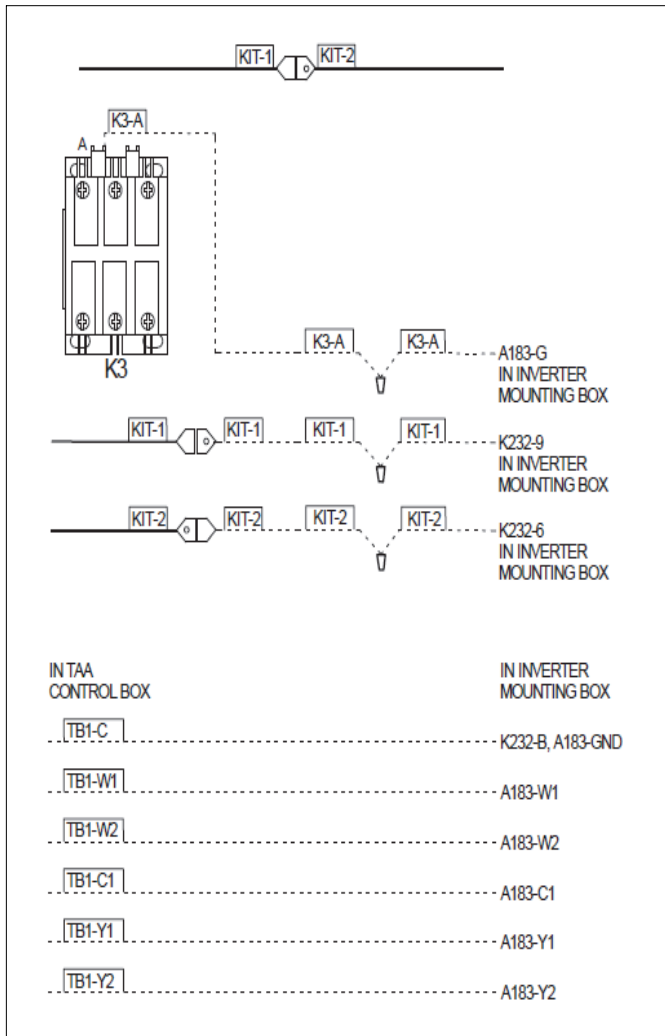 KIT-1 KIT-2
K3-A
A
K3
K3-A K3-A
A183-G
IN INVERTER
MOUNTING BOX
KIT-1 KIT-1 KIT-1 KIT-1
K232-9
IN INVERTER
MOUNTING BOX
KIT-2 KIT-2 KIT-2 KIT-2
K232-6
IN INVERTER
MOUNTING BOX
IN TAA
CONTROL BOX
IN INVERTER
MOUNTING BOX
TB1-C
K232-B, A183-GND
TB1-W1
A183-W1
TB1-W2
A183-W2
TB1-C1
A183-C1
TB1-Y1
A183-Y1
TB1-Y2
A183-Y2